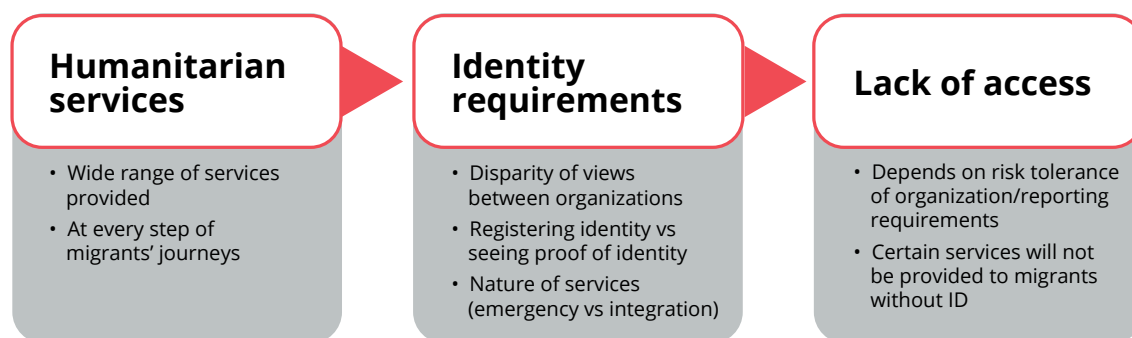 Humanitarian
services
• Wide range of services
provided
• At every step of
migrants’ journeys
Identity
requirements
• Disparity of views
between organizations
• Registering identity vs
seeing proof of identity
• Nature of services
(emergency vs integration)
Lack of access
• Depends on risk tolerance
of organization/reporting
requirements
• Certain services will not
be provided to migrants
without ID